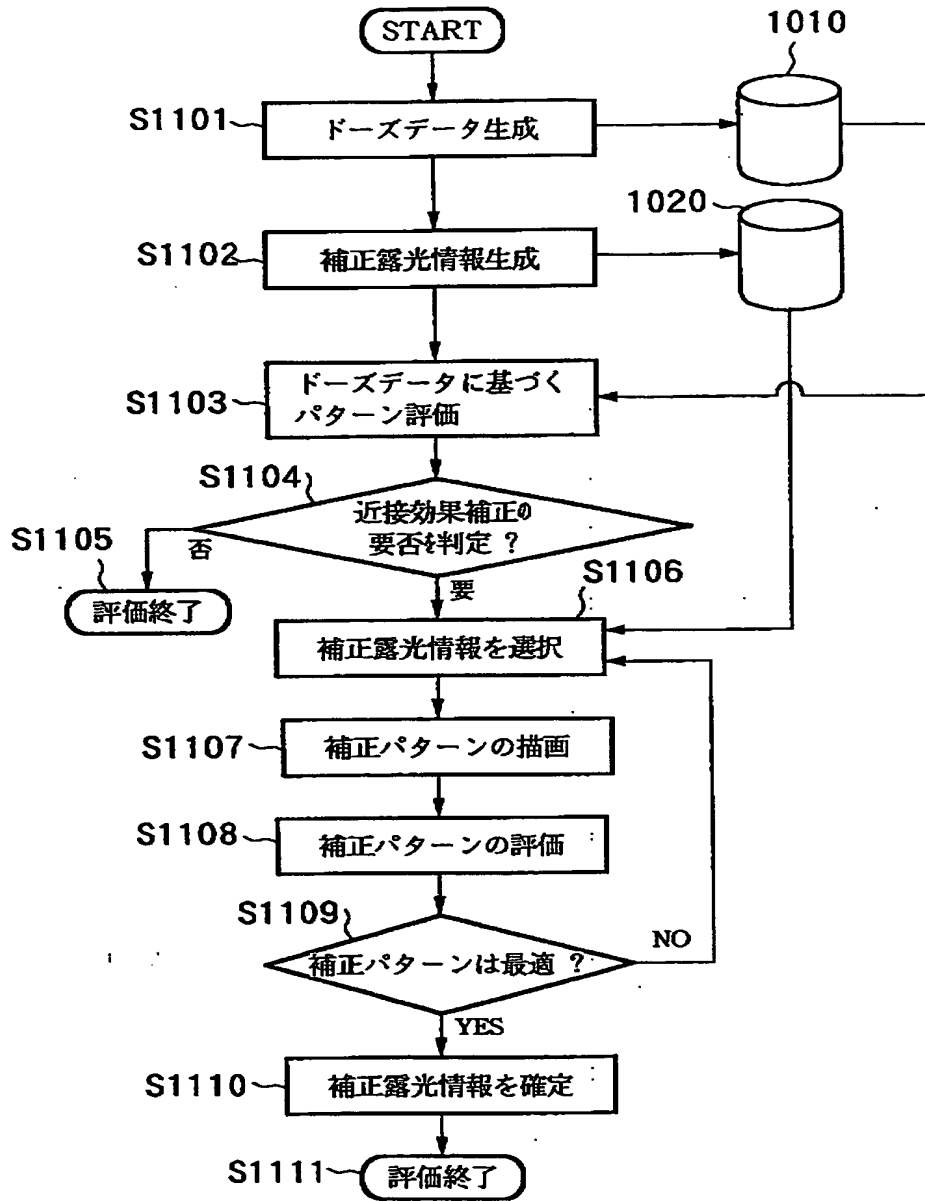 START
1010
S1101
ドーズデータ生成
1020
S1102
補正露光情報生成
S1103
ドーズデータに基づく
パターン評価
S1104
近接効果補正の
要否を判定 ?
否
要
S1105
評価終了
S1106
補正露光情報を選択
S1107
補正パターンの描画
S1108
補正パターンの評価
S1109
補正パターンは最適 ?
NO
YES
S1110
補正露光情報を確定
S1111
評価終了